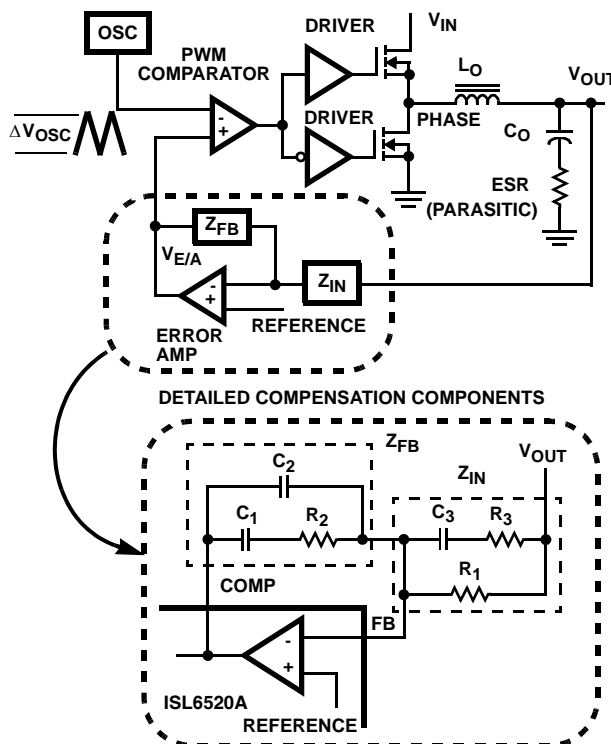 OSC
DRIVER
V_IN
PWM
COMPARATOR
L_O
V_OUT
ΔV_OSC
-
+
DRIVER
PHASE
C_O
ESR
(PARASITIC)
Z_FB
V_E/A
-
+
Z_IN
REFERENCE
ERROR
AMP
DETAILED COMPENSATION COMPONENTS
Z_FB
V_OUT
C_2
Z_IN
C_1
R_2
C_3
R_3
R_1
COMP
FB
-
+
ISL6520A
REFERENCE